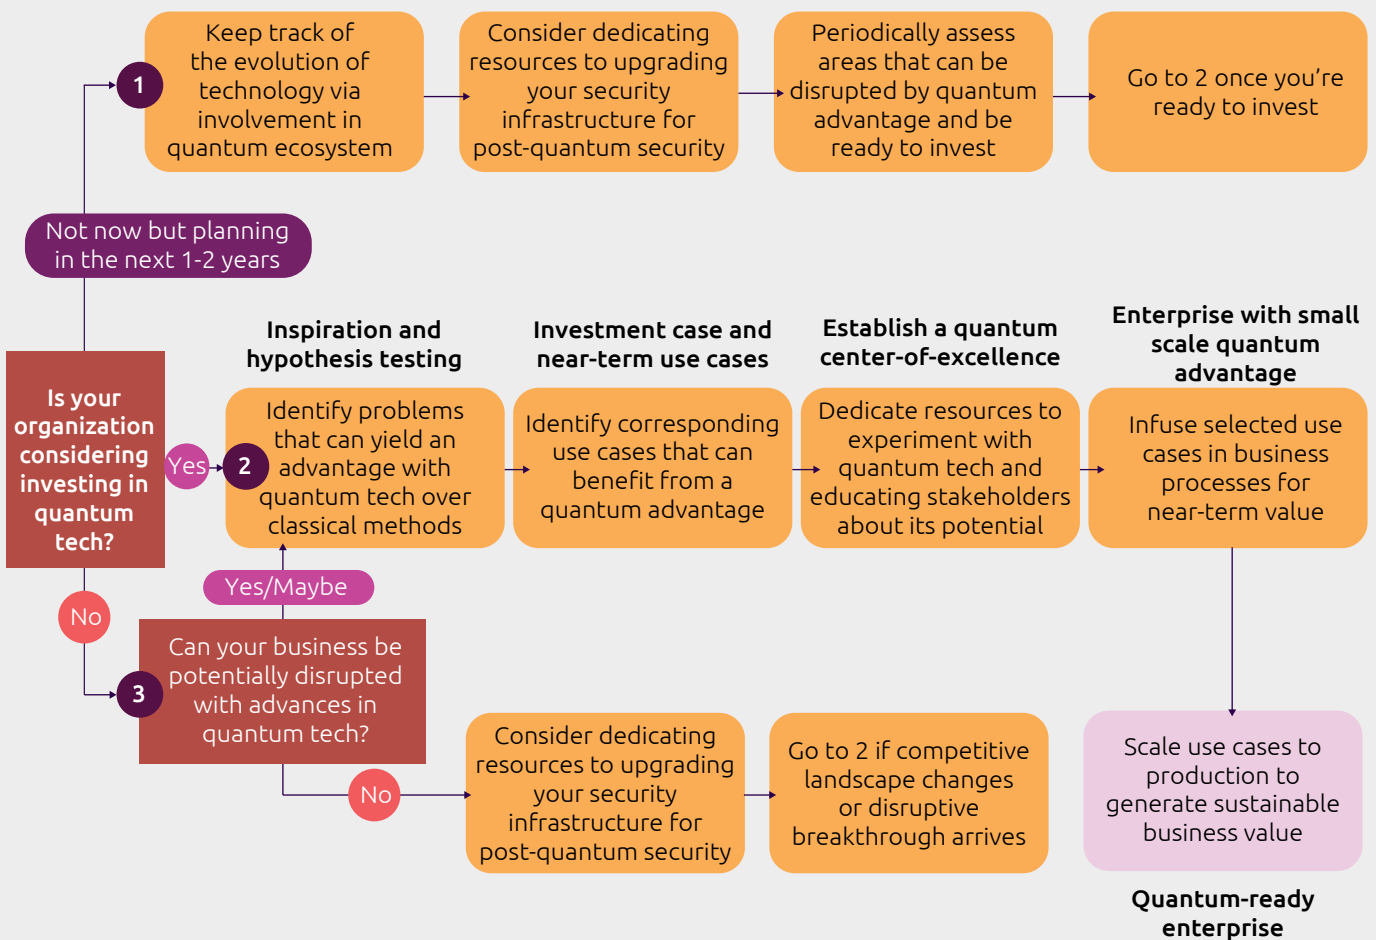 1
Keep track of
the evolution of
technology via
involvement in
quantum ecosystem
Consider dedicating
resources to upgrading
your security
infrastructure for
post-quantum security
Periodically assess
areas that can be
disrupted by quantum
advantage and be
ready to invest
Go to 2 once you’re
ready to invest
Not now but planning
in the next 1-2 years
Is your
organization
considering
investing in
quantum
tech?
Yes
2
Inspiration and
hypothesis testing
Identify problems
that can yield an
advantage with
quantum tech over
classical methods
Investment case and
near-term use cases
Identify corresponding
use cases that can
benefit from a
quantum advantage
Establish a quantum
center-of-excellence
Dedicate resources to
experiment with
quantum tech and
educating stakeholders
about its potential
Enterprise with small
scale quantum
advantage
Infuse selected use
cases in business
processes for
near-term value
Yes/Maybe
No
3
Can your business be
potentially disrupted
with advances in
quantum tech?
No
Consider dedicating
resources to upgrading
your security
infrastructure for
post-quantum security
Go to 2 if competitive
landscape changes
or disruptive
breakthrough arrives
Scale use cases to
production to
generate sustainable
business value
Quantum-ready
enterprise